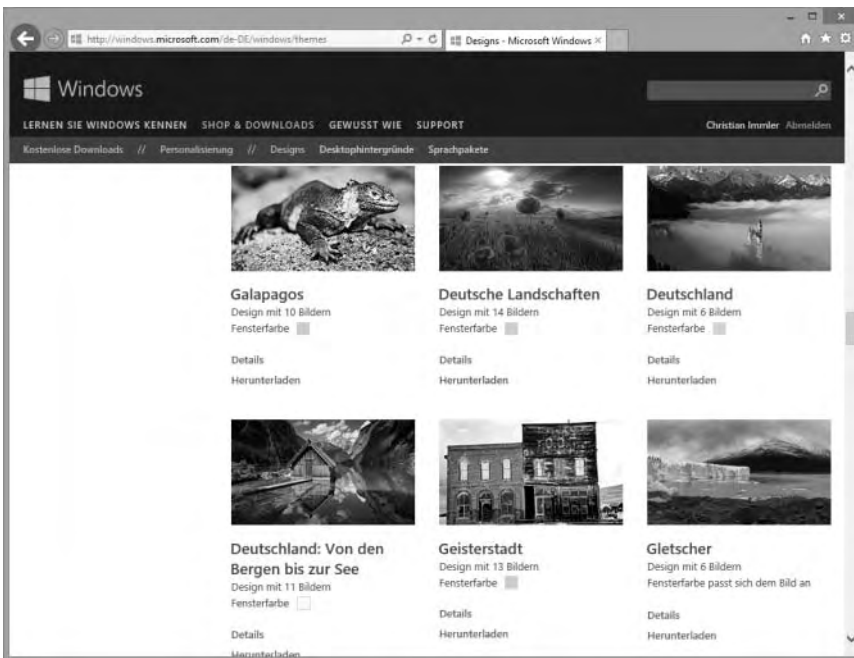 http://windows.microsoft.com/de-DE/windows/themes
Designs - Microsoft Windows
Windows
LERNEN SIE WINDOWS KENNEN SHOP & DOWNLOADS GEWUSST WIE SUPPORT
Christian Immler Abmelden
Kostenlose Downloads // Personalisierung // Designs Desktophintergründe Sprachpakete
Galapagos
Design mit 10 Bildern
Fensterfarbe
Details
Herunterladen
Deutsche Landschaften
Design mit 14 Bildern
Fensterfarbe
Details
Herunterladen
Deutschland
Design mit 6 Bildern
Fensterfarbe
Details
Herunterladen
Deutschland: Von den
Bergen bis zur See
Design mit 11 Bildern
Fensterfarbe
Details
Herunterladen
Geisterstadt
Design mit 13 Bildern
Fensterfarbe
Details
Herunterladen
Gletscher
Design mit 6 Bildern
Fensterfarbe passt sich dem Bild an
Details
Herunterladen